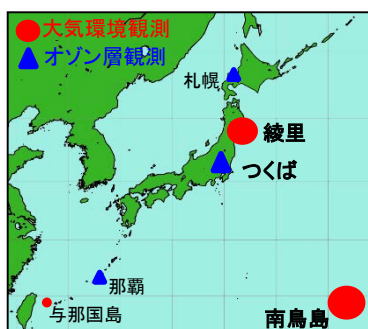 大気環境観測
オゾン層観測
札幌
綾里
つくば
那覇
与那国島
南鳥島